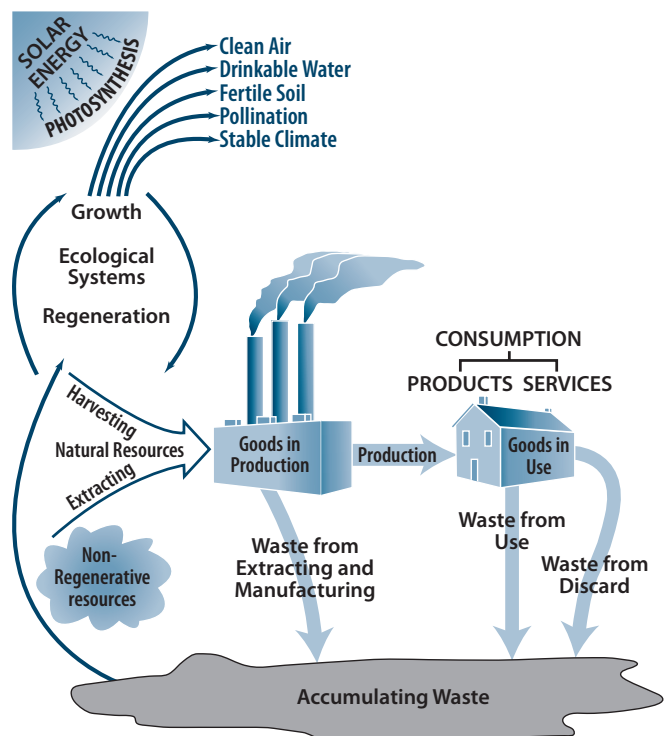 SOLAR
ENERGY
PHOTOSYNTHESIS
Clean Air
Drinkable Water
Fertile Soil
Pollination
Stable Climate
Growth
Ecological
Systems
Regeneration
CONSUMPTION
PRODUCTS SERVICES
Harvesting
Natural Resources
Extracting
Goods in
Production
Production
Goods in
Use
Non-
Regenerative
resources
Waste from
Extracting and
Manufacturing
Waste from
Use
Waste from
Discard
Accumulating Waste